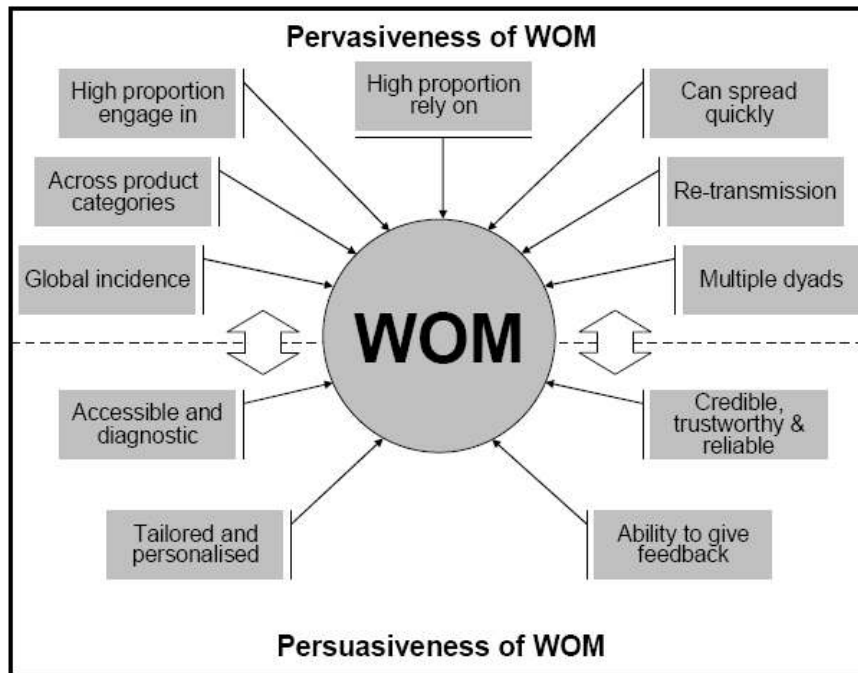 Pervasiveness of WOM
High proportion
engage in
High proportion
rely on
Can spread
quickly
Across product
categories
Re-transmission
Global incidence
Multiple dyads
WOM
Accessible and
diagnostic
Credible,
trustworthy &
reliable
Tailored and
personalised
Ability to give
feedback
Persuasiveness of WOM